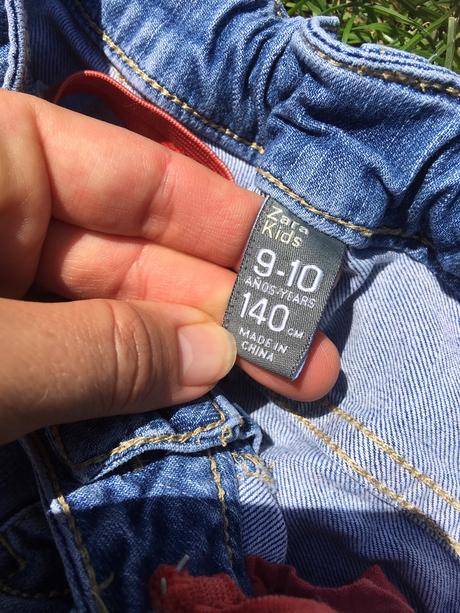 Zara
Kids
9-10
AÑOS-YEARS
140 CM
MADE IN
CHINA